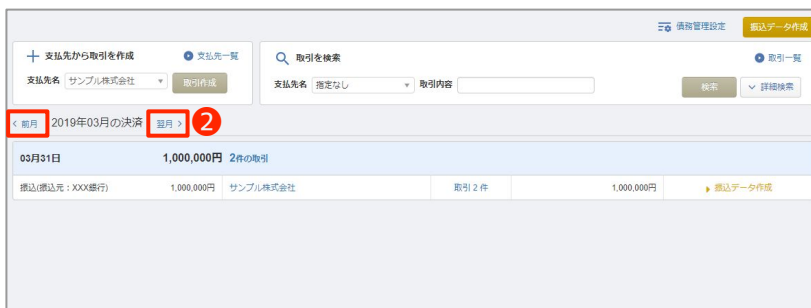 債務管理設定 振込データ作成
＋ 支払先から取引を作成 支払先一覧
支払先名 サンプル株式会社 取引作成
取引を検索 取引一覧
支払先名 指定なし 取引内容 検索 詳細検索
< 前月 2019年03月の決済 翌月 > 2
03月31日 1,000,000円 2件の取引
振込(振込元：XXX銀行) 1,000,000円 サンプル株式会社 取引 2 件 1,000,000円 振込データ作成